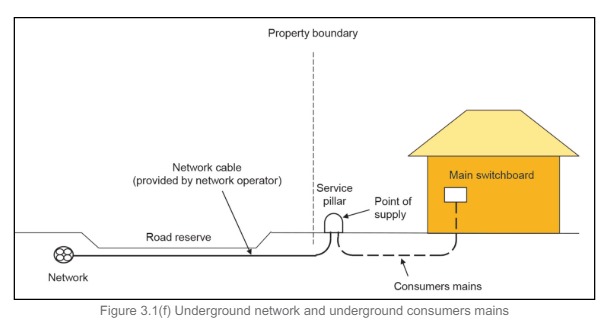 Property boundary
Network cable
(provided by network operator)
Service
pillar
Point of
supply
Main switchboard
Road reserve
Network
Consumers mains
Figure 3.1(f) Underground network and underground consumers mains